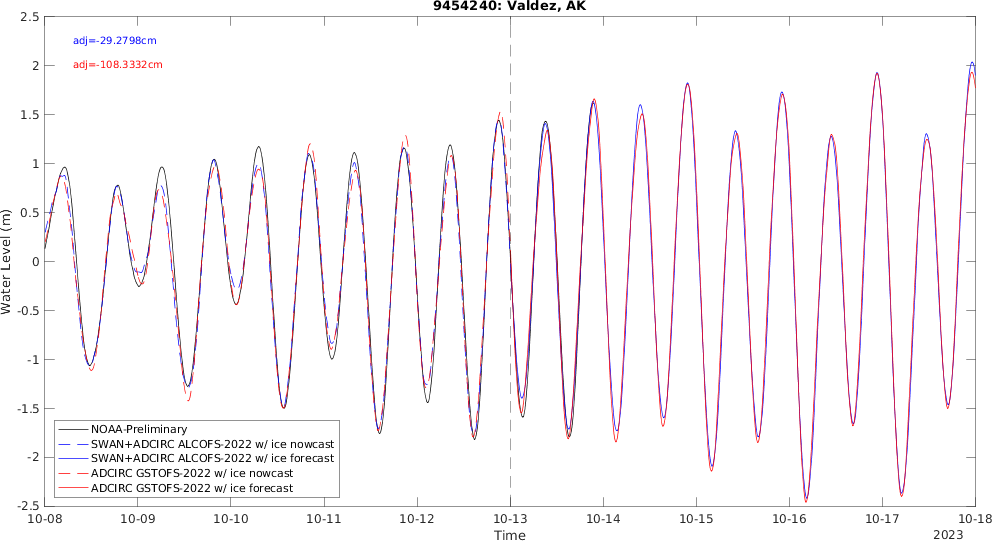 9454240: Valdez, AK
adj=-29.2798cm
adj=-108.3332cm
Water Level (m)
2.5
2
1.5
1
0.5
0
-0.5
-1
-1.5
-2
-2.5
NOAA-Preliminary
SWAN+ADCIRC ALCOFS-2022 w/ ice nowcast
SWAN+ADCIRC ALCOFS-2022 w/ ice forecast
ADCIRC GSTOFS-2022 w/ ice nowcast
ADCIRC GSTOFS-2022 w/ ice forecast
10-08 10-09 10-10 10-11 10-12 10-13 10-14 10-15 10-16 10-17 10-18
Time
2023